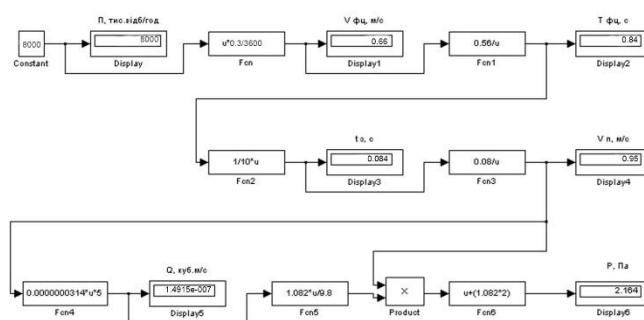 П, тис.відб/год
V фц, м/с
Т фц, с
8000
8000
u*0.3/3600
0.66
0.56/u
0.84
Constant
Display
Fcn
Display1
Fcn1
Display2
to, с
V п, м/с
1/10*u
0.084
0.08/u
0.95
Fcn2
Display3
Fcn3
Display4
Q, куб.м/с
P, Па
0.0000000314*u*5
1.4915e-007
1.082*u/9.8
×
u+(1.082*2)
2.164
Fcn4
Display5
Fcn5
Product
Fcn6
Display6